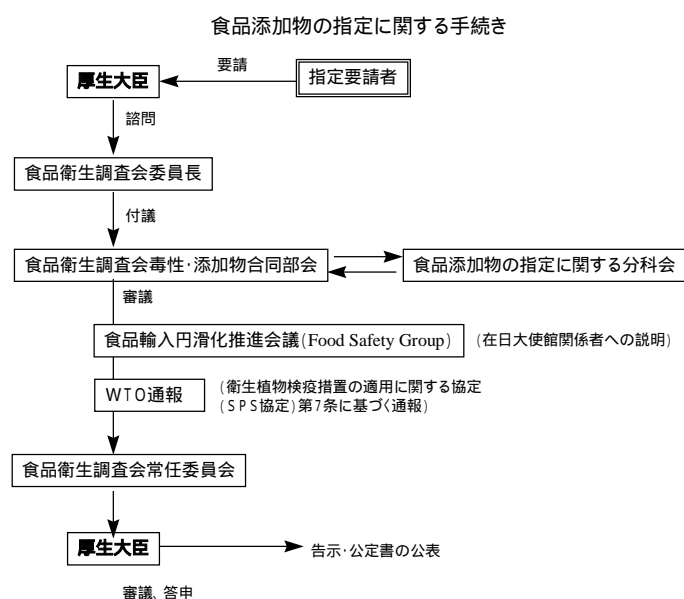 食品添加物の指定に関する手続き
要請
厚生大臣
指定要請者
諮問
食品衛生調査会委員長
付議
食品衛生調査会毒性・添加物合同部会
食品添加物の指定に関する分科会
審議
食品輸入円滑化推進会議(Food Safety Group)
(在日大使館関係者への説明)
WTO通報
(衛生植物検疫措置の適用に関する協定
(SPS協定)第7条に基づく通報)
食品衛生調査会常任委員会
厚生大臣
告示・公定書の公表
審議、答申